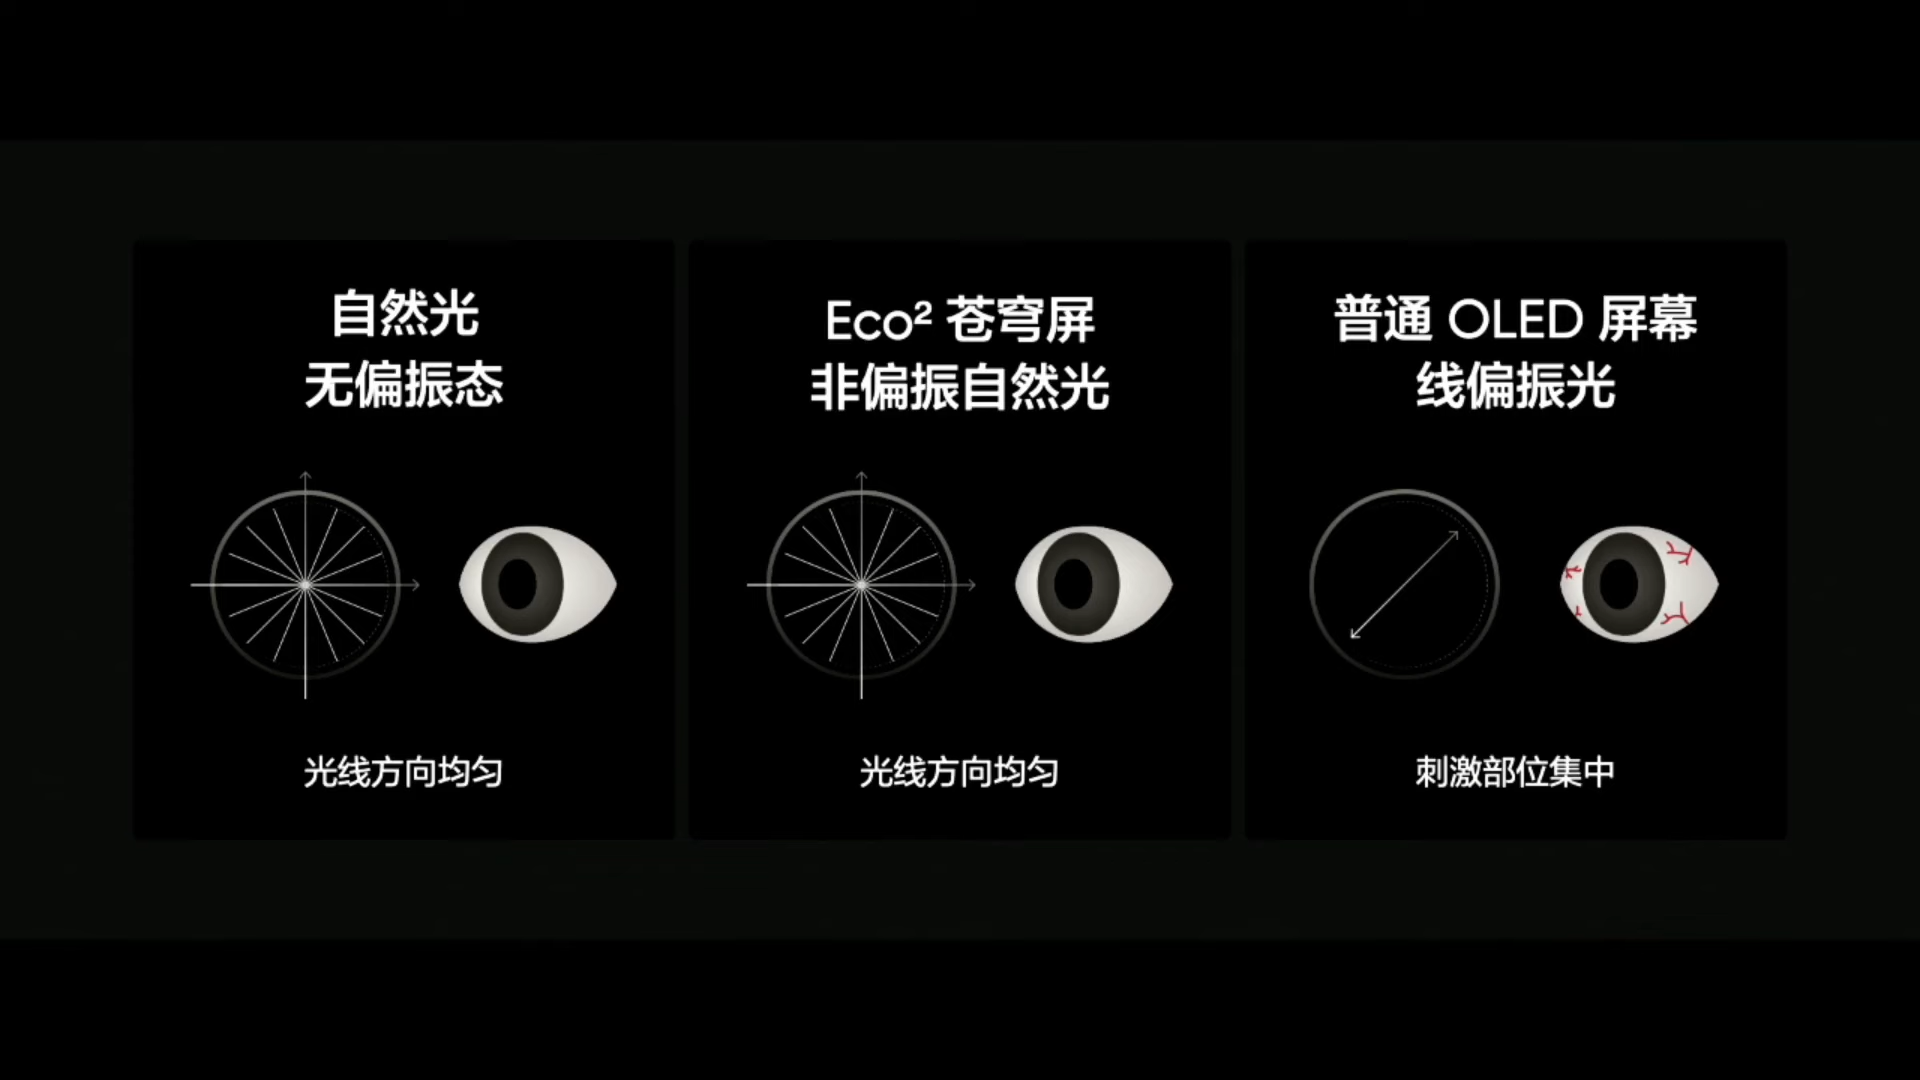 自然光
无偏振态
光线方向均匀
Eco² 苍穹屏
非偏振自然光
光线方向均匀
普通 OLED 屏幕
线偏振光
刺激部位集中